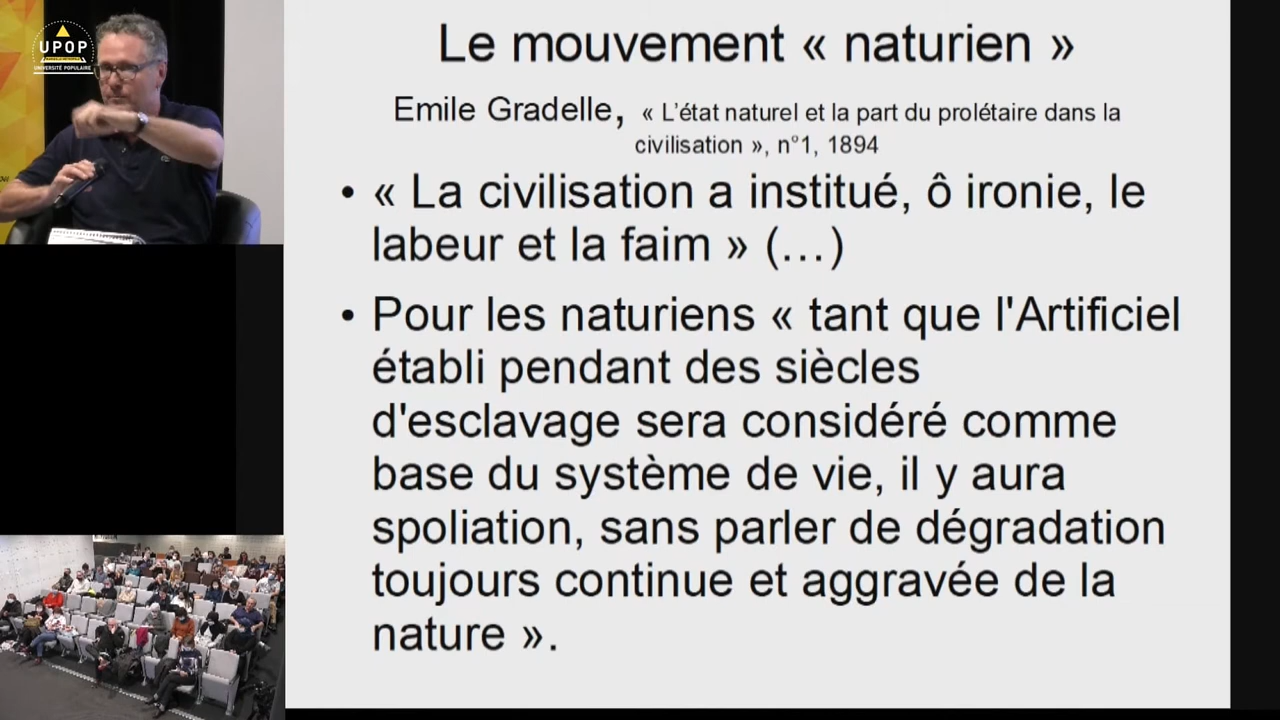 UPOP
UNIVERSITÉ POPULAIRE
Le mouvement « naturien »
Emile Gradelle, « L'état naturel et la part du prolétaire dans la
civilisation », n°1, 1894
• « La civilisation a institué, ô ironie, le
labeur et la faim » (…)
• Pour les naturiens « tant que l'Artificiel
établi pendant des siècles
d'esclavage sera considéré comme
base du système de vie, il y aura
spoliation, sans parler de dégradation
toujours continue et aggravée de la
nature ».